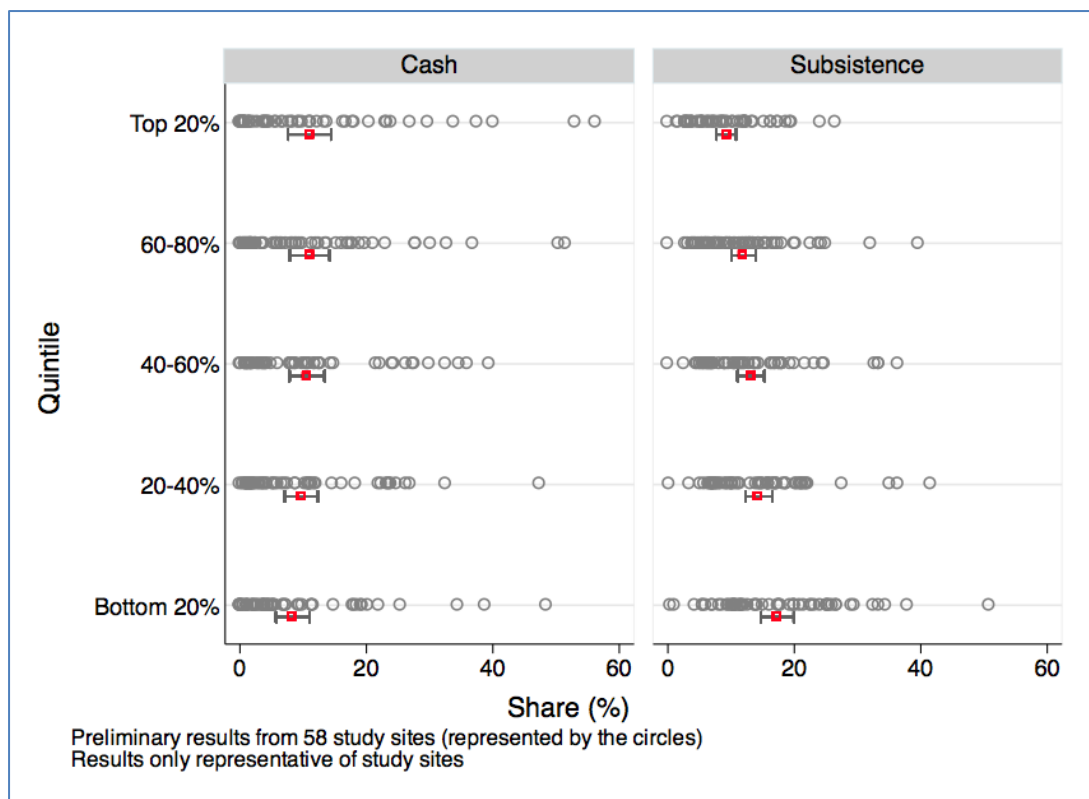 Cash
Subsistence
Quintile
Top 20%
60-80%
40-60%
20-40%
Bottom 20%
0 20 40 60
0 20 40 60
Share (%)
Preliminary results from 58 study sites (represented by the circles)
Results only representative of study sites